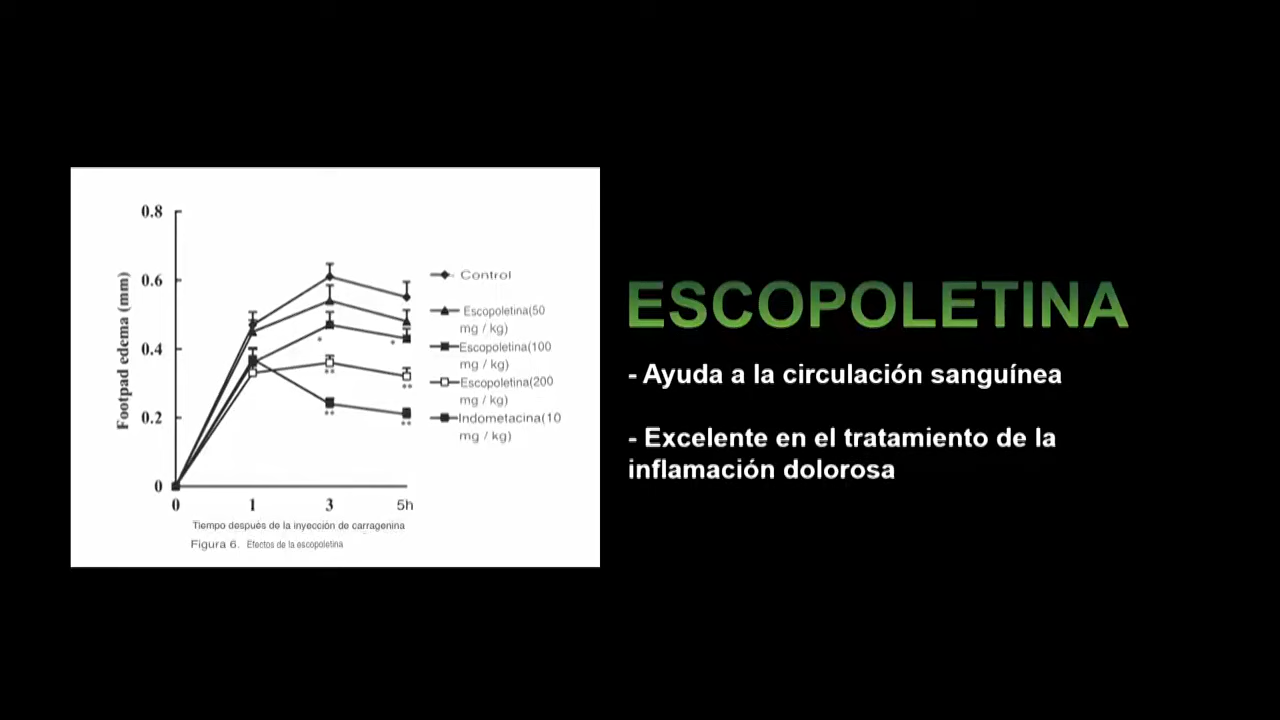 0.8
0.6
0.4
0.2
0
Footpad edema (mm)
0 1 3 5h
Tiempo después de la inyección de carragenina
Figura 6. Efectos de la escopoletina
Control
Escopoletina(50
mg / kg)
Escopoletina(100
mg / kg)
Escopoletina(200
mg / kg)
Indometacina(10
mg / kg)
*
*
**
**
**
**
ESCOPOLETINA
- Ayuda a la circulación sanguínea
- Excelente en el tratamiento de la
inflamación dolorosa